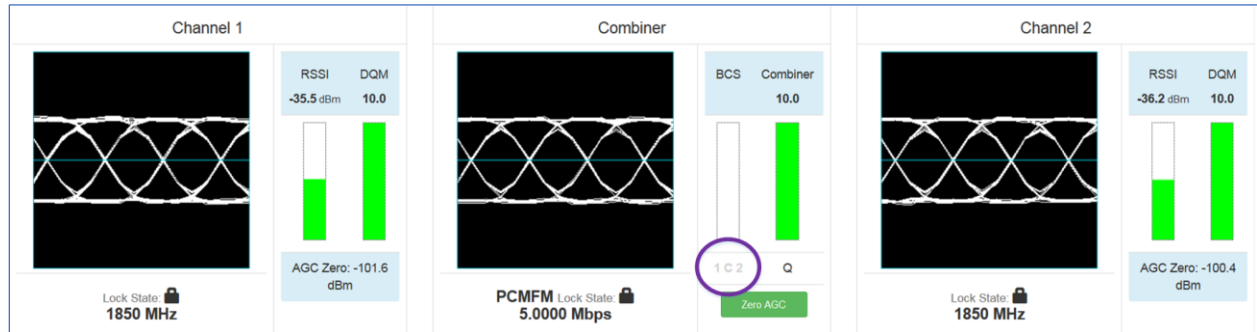 Channel 1
RSSI DQM
-35.5 dBm 10.0
AGC Zero: -101.6
dBm
Lock State:
1850 MHz
Combiner
BCS Combiner
10.0
1 C 2 Q
Zero AGC
PCMFM Lock State:
5.0000 Mbps
Channel 2
RSSI DQM
-36.2 dBm 10.0
AGC Zero: -100.4
dBm
Lock State:
1850 MHz